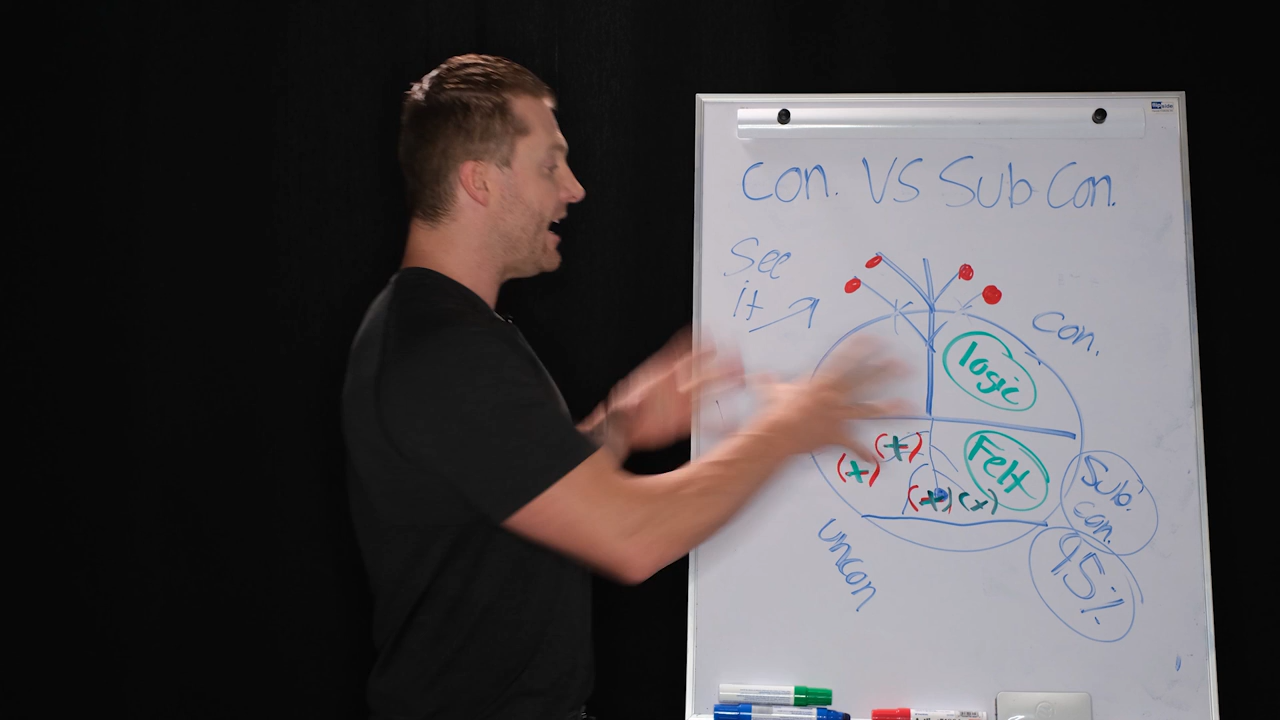 Con. VS Sub Con.
See
it
Con.
logic
Felt
(+)
(+)
(+)
(+)
Sub.
Con.
95%
uncon